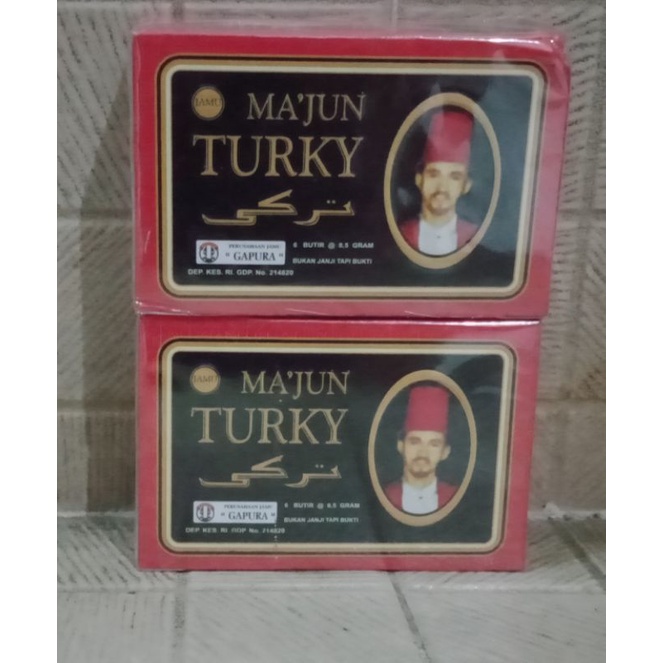 JAMU
MA'JUN
TURKY
تركى
PERUSAHAAN JAMU
" GAPURA "
6 BUTIR @ 6.5 GRAM
BUKAN JANJI TAPI BUKTI
DEP. KES. RI. GDP. No. 214820
JAMU
MA'JUN
TURKY
تركى
PERUSAHAAN JAMU
" GAPURA "
6 BUTIR @ 6.5 GRAM
BUKAN JANJI TAPI BUKTI
DEP. KES. RI. GDP. No. 214820